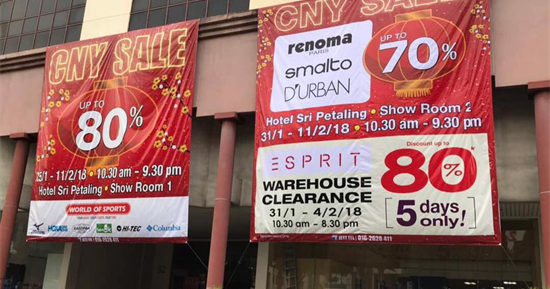 CNY SALE
UP TO
80%
25/1 - 11/2/18 • 10.30 am - 9.30 pm
Hotel Sri Petaling • Show Room 1
WORLD OF SPORTS
HI-TEC
Columbia
CNY SALE
renoma
PARIS
smalto
D'URBAN
UP TO
70%
Hotel Sri Petaling • Show Room 2
31/1 - 11/2/18 • 10.30 am - 9.30 pm
ESPRIT
WAREHOUSE
CLEARANCE
31/1 - 4/2/18
10.30 am - 8.30 pm
Discount up to
80%
[5 days
only!]